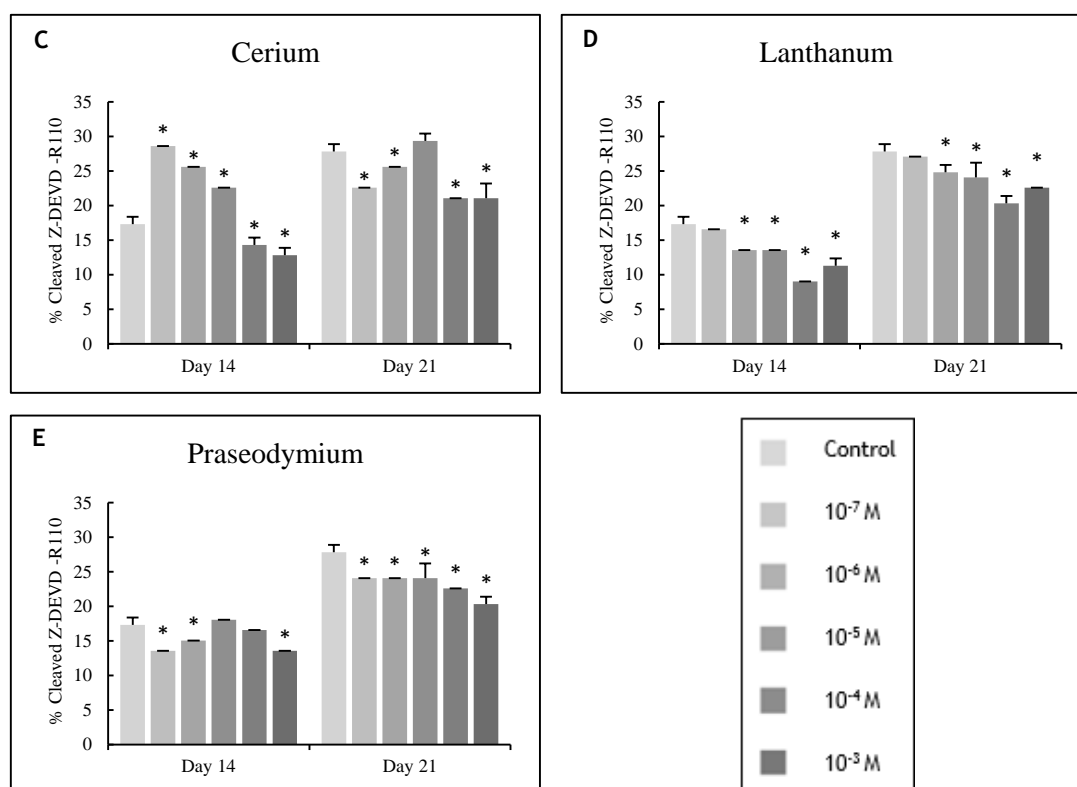 C
Cerium
% Cleaved Z-DEVD -R110
35
30
25
20
15
10
5
0
* * * * * * * * *
Day 14 Day 21
D
Lanthanum
% Cleaved Z-DEVD -R110
35
30
25
20
15
10
5
0
* * * * * * * *
Day 14 Day 21
E
Praseodymium
% Cleaved Z-DEVD -R110
35
30
25
20
15
10
5
0
* * * * * * * *
Day 14 Day 21
Control
10⁻⁷ M
10⁻⁶ M
10⁻⁵ M
10⁻⁴ M
10⁻³ M